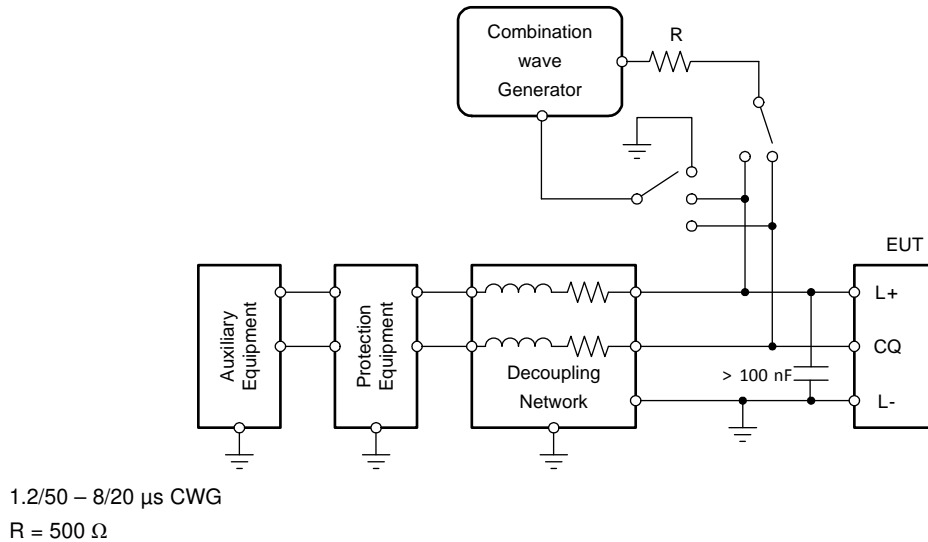 Combination
wave
Generator
R
EUT
L+
CQ
L-
> 100 nF
Auxiliary
Equipment
Protection
Equipment
Decoupling
Network
1.2/50 – 8/20 μs CWG
R = 500 Ω